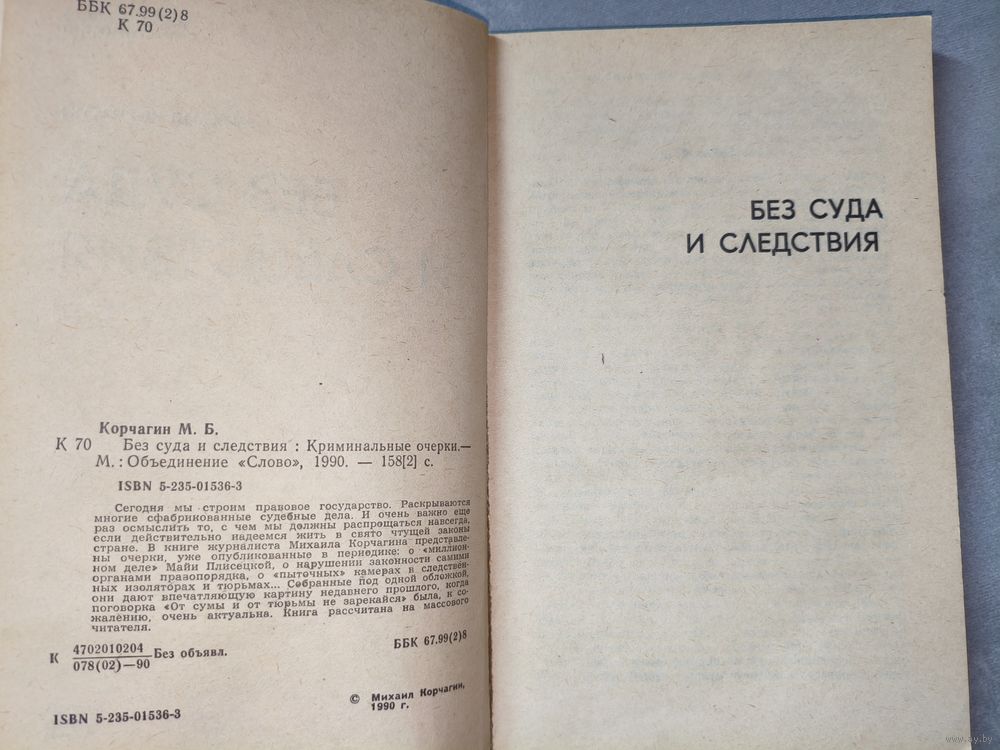 ББК 67.99(2)8
К 70
Корчагин М. Б.
К 70 Без суда и следствия : Криминальные очерки.—
М. : Объединение «Слово», 1990. — 158[2] с.
ISBN 5-235-01536-3
Сегодня мы строим правовое государство. Раскрываются
многие сфабрикованные судебные дела. И очень важно еще
раз осмыслить то, с чем мы должны распрощаться навсегда,
если действительно надеемся жить в свято чтущей законы
стране. В книге журналиста Михаила Корчагина представле-
ны очерки, уже опубликованные в периодике: о «миллион-
ном деле» Майи Плисецкой, о нарушении законности самими
органами правопорядка, о «пыточных» камерах в следствен-
ных изоляторах и тюрьмах... Собранные под одной обложкой,
они дают впечатляющую картину недавнего прошлого, когда
поговорка «От сумы и от тюрьмы не зарекайся» была, к со-
жалению, очень актуальна. Книга рассчитана на массового
читателя.
К 4702010204 Без объявл.
078(02)—90
ББК 67.99(2)8
© Михаил Корчагин,
1990 г.
ISBN 5-235-01536-3
БЕЗ СУДА
И СЛЕДСТВИЯ
www.ay.by